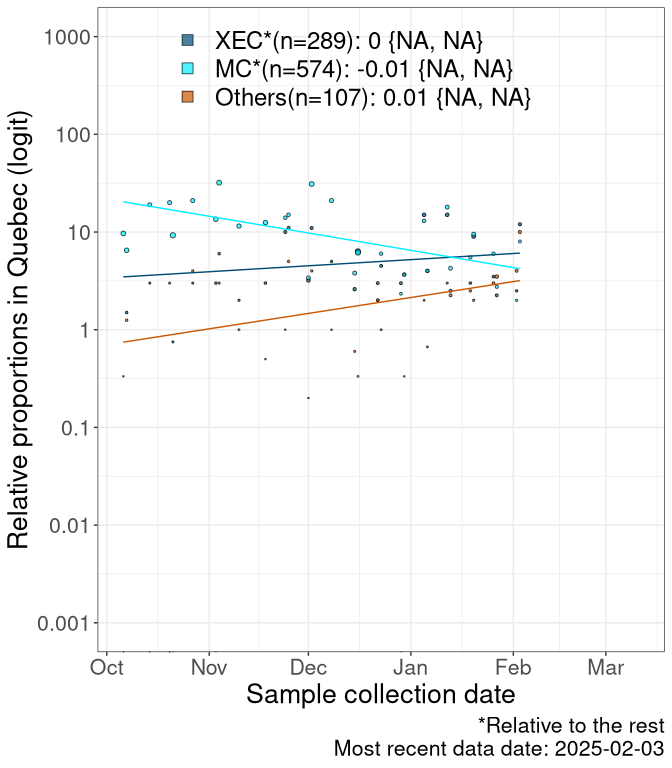 XEC*(n=289): 0 {NA, NA}
MC*(n=574): -0.01 {NA, NA}
Others(n=107): 0.01 {NA, NA}
Relative proportions in Quebec (logit)
1000
100
10
1
0.1
0.01
0.001
Oct Nov Dec Jan Feb Mar
Sample collection date
*Relative to the rest
Most recent data date: 2025-02-03